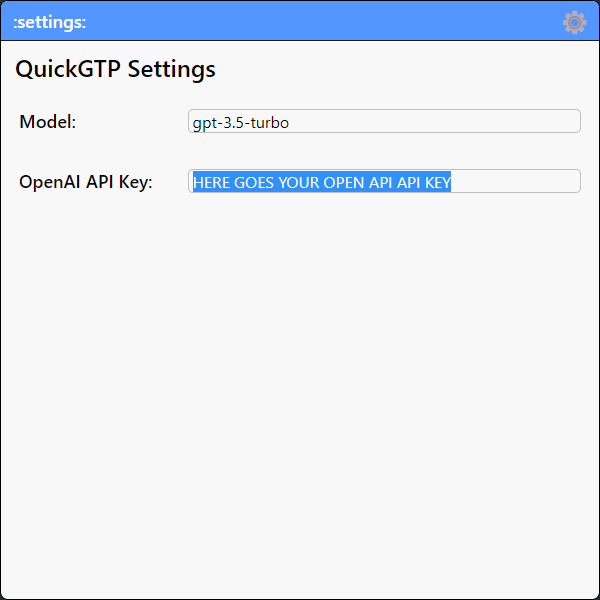 :settings:
QuickGTP Settings
Model: gpt-3.5-turbo
OpenAI API Key: HERE GOES YOUR OPEN API API KEY